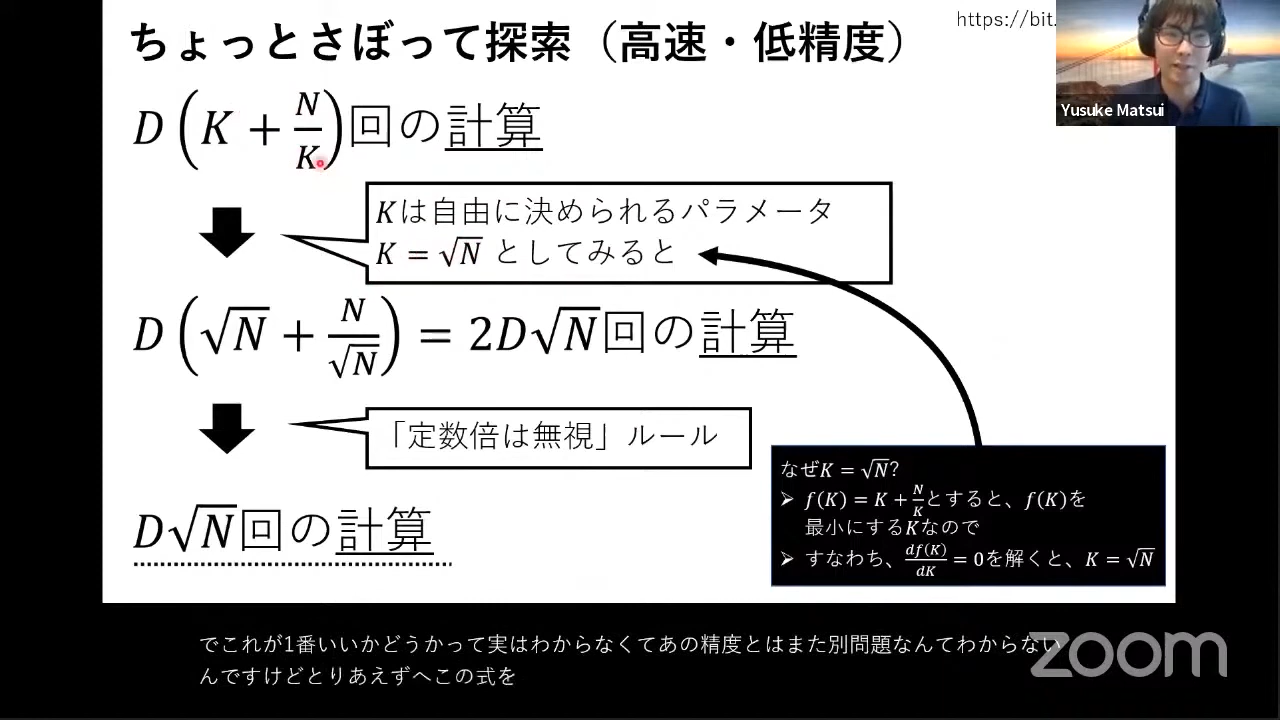 ちょっとさぼって探索（高速・低精度）
https://bit.
Yusuke Matsui
D(K + N/K)回の計算
Kは自由に決められるパラメータ
K = √N としてみると
D(√N + N/√N) = 2D√N回の計算
「定数倍は無視」ルール
D√N回の計算
なぜK = √N?
➢ f(K) = K + N/Kとすると、f(K)を
最小にするKなので
➢ すなわち、df(K)/dK = 0を解くと、K = √N
でこれが1番いいかどうかって実はわからなくてあの精度とはまた別問題なんてわからない
んですけどとりあえずへこの式を
zoom